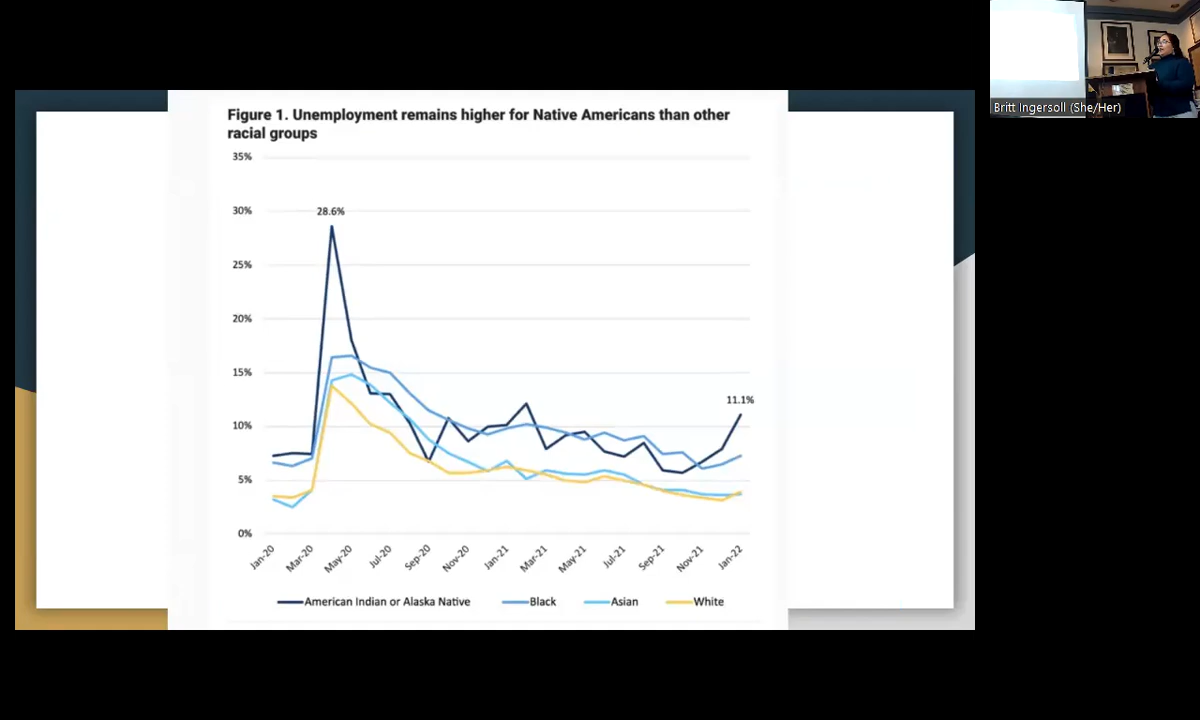 Figure 1. Unemployment remains higher for Native Americans than other
racial groups
35%
30%
25%
20%
15%
10%
5%
0%
28.6%
11.1%
Jan-20
Mar-20
May-20
Jul-20
Sep-20
Nov-20
Jan-21
Mar-21
May-21
Jul-21
Sep-21
Nov-21
Jan-22
American Indian or Alaska Native Black Asian White
Britt Ingersoll (She/Her)